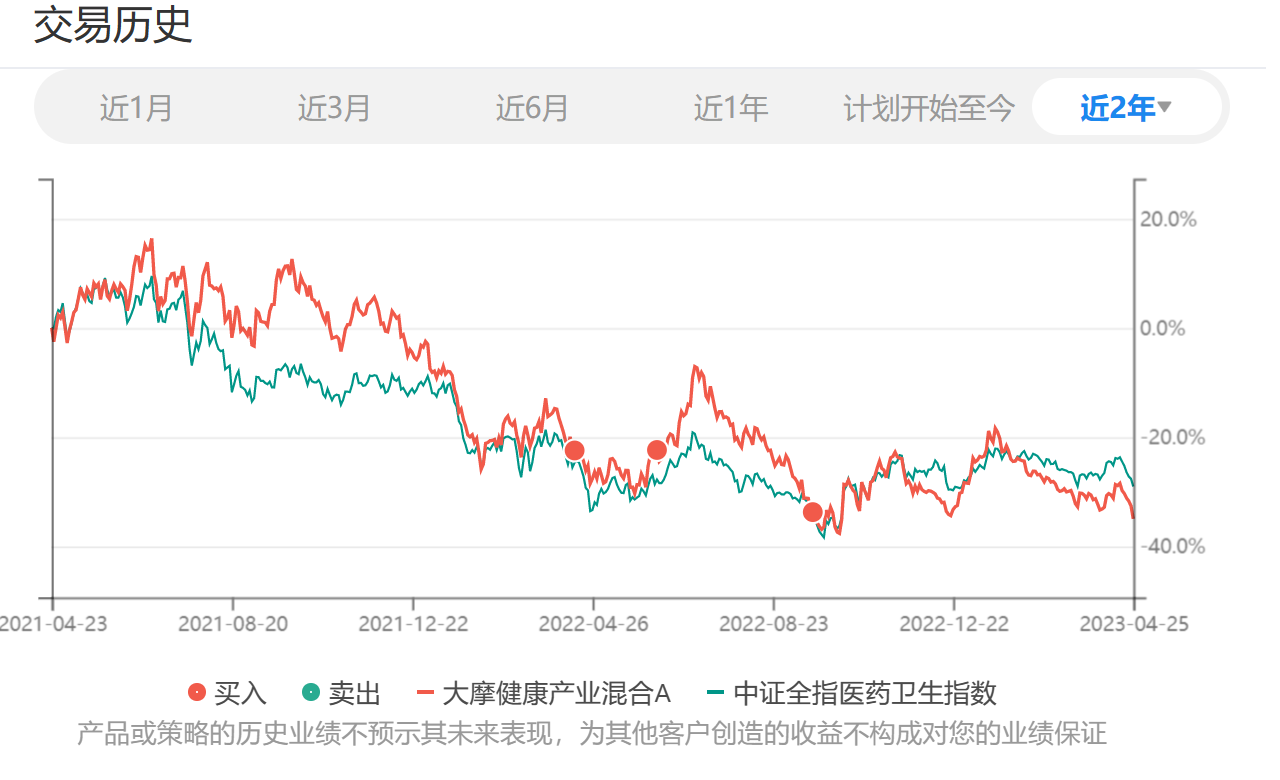 交易历史
近1月 近3月 近6月 近1年 计划开始至今 近2年
20.0%
0.0%
-20.0%
-40.0%
2021-04-23 2021-08-20 2021-12-22 2022-04-26 2022-08-23 2022-12-22 2023-04-25
买入 卖出 大摩健康产业混合A 中证全指医药卫生指数
产品或策略的历史业绩不预示其未来表现，为其他客户创造的收益不构成对您的业绩保证